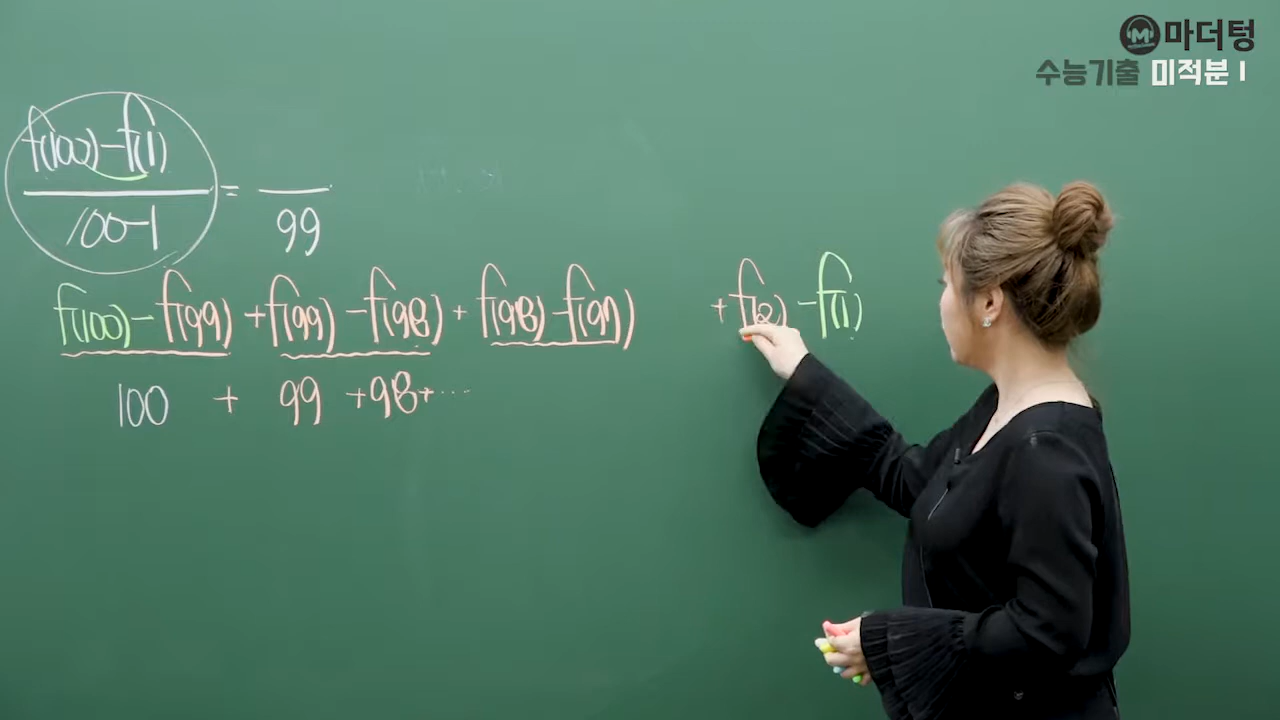 마더텅
수능기출 미적분 I
f(100)-f(1)
100-1
= 99
f(100)-f(99)+f(99)-f(98)+f(98)-f(97) +f(2)-f(1)
100 + 99 +98+…